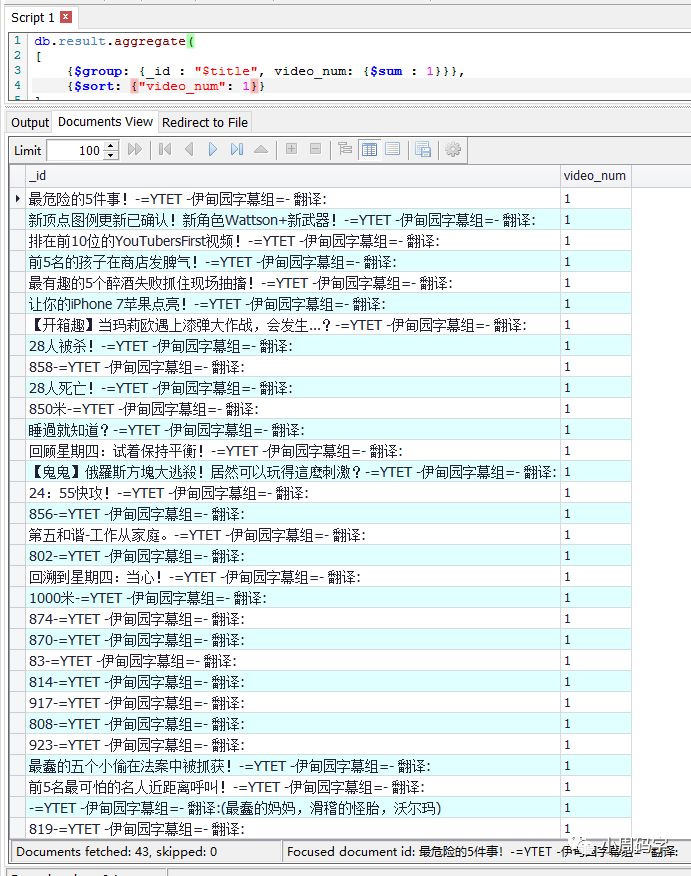 Script 1
1 db.result.aggregate(
2 [
3 {$group: {_id : "$title", video_num: {$sum : 1}}},
4 {$sort: {"video_num": 1}}
5 ]
Output Documents View Redirect to File
Limit 100
_id video_num
最危险的5件事！-=YTET -伊甸园字幕组=- 翻译: 1
新顶点图例更新已确认！新角色Wattson+新武器！-=YTET -伊甸园字幕组=- 翻译: 1
排在前10位的YouTubersFirst视频！-=YTET -伊甸园字幕组=- 翻译: 1
前5名的孩子在商店发脾气！-=YTET -伊甸园字幕组=- 翻译: 1
最有趣的5个醉酒失败抓住现场抽搐！-=YTET -伊甸园字幕组=- 翻译: 1
让你的iPhone 7苹果点亮！-=YTET -伊甸园字幕组=- 翻译: 1
【开箱趣】当玛莉欧遇上漆弹大作战，会发生...？-=YTET -伊甸园字幕组=- 翻译: 1
28人被杀！-=YTET -伊甸园字幕组=- 翻译: 1
858-=YTET -伊甸园字幕组=- 翻译: 1
28人死亡！-=YTET -伊甸园字幕组=- 翻译: 1
850米-=YTET -伊甸园字幕组=- 翻译: 1
睡過就知道？-=YTET -伊甸园字幕组=- 翻译: 1
回顾星期四：试着保持平衡！-=YTET -伊甸园字幕组=- 翻译: 1
【鬼鬼】俄羅斯方塊大逃殺！居然可以玩得這麼刺激？-=YTET -伊甸园字幕组=- 翻译: 1
24：55快攻！-=YTET -伊甸园字幕组=- 翻译: 1
856-=YTET -伊甸园字幕组=- 翻译: 1
第五和谐-工作从家庭。-=YTET -伊甸园字幕组=- 翻译: 1
802-=YTET -伊甸园字幕组=- 翻译: 1
回溯到星期四：当心！-=YTET -伊甸园字幕组=- 翻译: 1
1000米-=YTET -伊甸园字幕组=- 翻译: 1
874-=YTET -伊甸园字幕组=- 翻译: 1
870-=YTET -伊甸园字幕组=- 翻译: 1
83-=YTET -伊甸园字幕组=- 翻译: 1
814-=YTET -伊甸园字幕组=- 翻译: 1
917-=YTET -伊甸园字幕组=- 翻译: 1
808-=YTET -伊甸园字幕组=- 翻译: 1
923-=YTET -伊甸园字幕组=- 翻译: 1
最蠢的五个小偷在法案中被抓获！-=YTET -伊甸园字幕组=- 翻译: 1
前5名最可怕的名人近距离呼叫！-=YTET -伊甸园字幕组=- 翻译: 1
-=YTET -伊甸园字幕组=- 翻译:(最蠢的妈妈，滑稽的怪胎，沃尔玛) 1
819-=YTET -伊甸园字幕组=- 翻译: 1
Documents fetched: 43, skipped: 0 Focused document id: 最危险的5件事！-=YTET -伊甸园字幕组=- 翻译:
小周码字